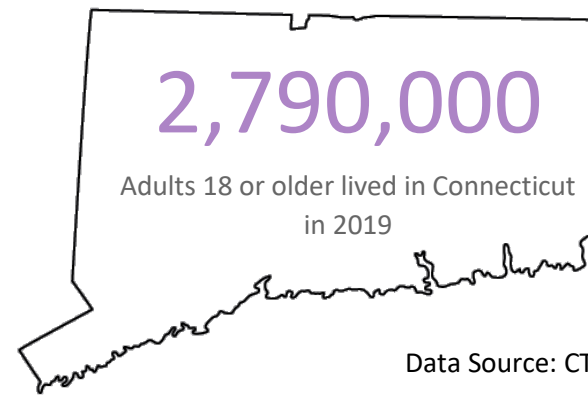 2,790,000
Adults 18 or older lived in Connecticut
in 2019
Data Source: CT